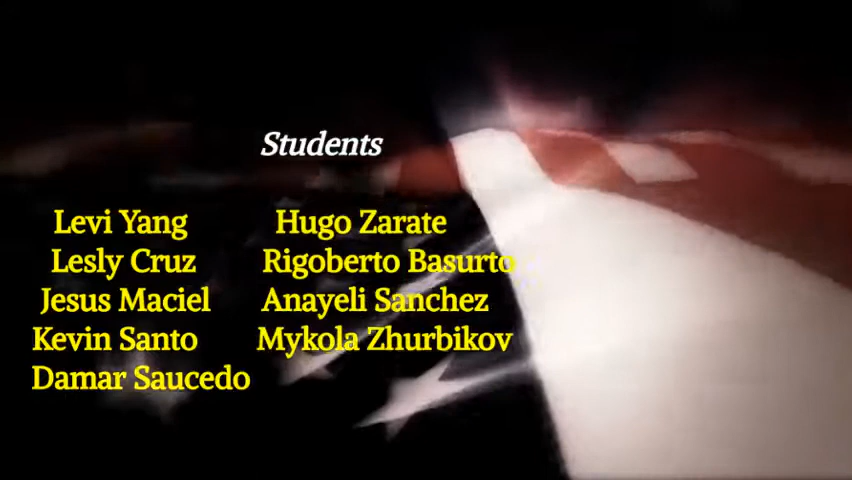 Students
Levi Yang
Lesly Cruz
Jesus Maciel
Kevin Santo
Damar Saucedo
Hugo Zarate
Rigoberto Basurto
Anayeli Sanchez
Mykola Zhurbikov